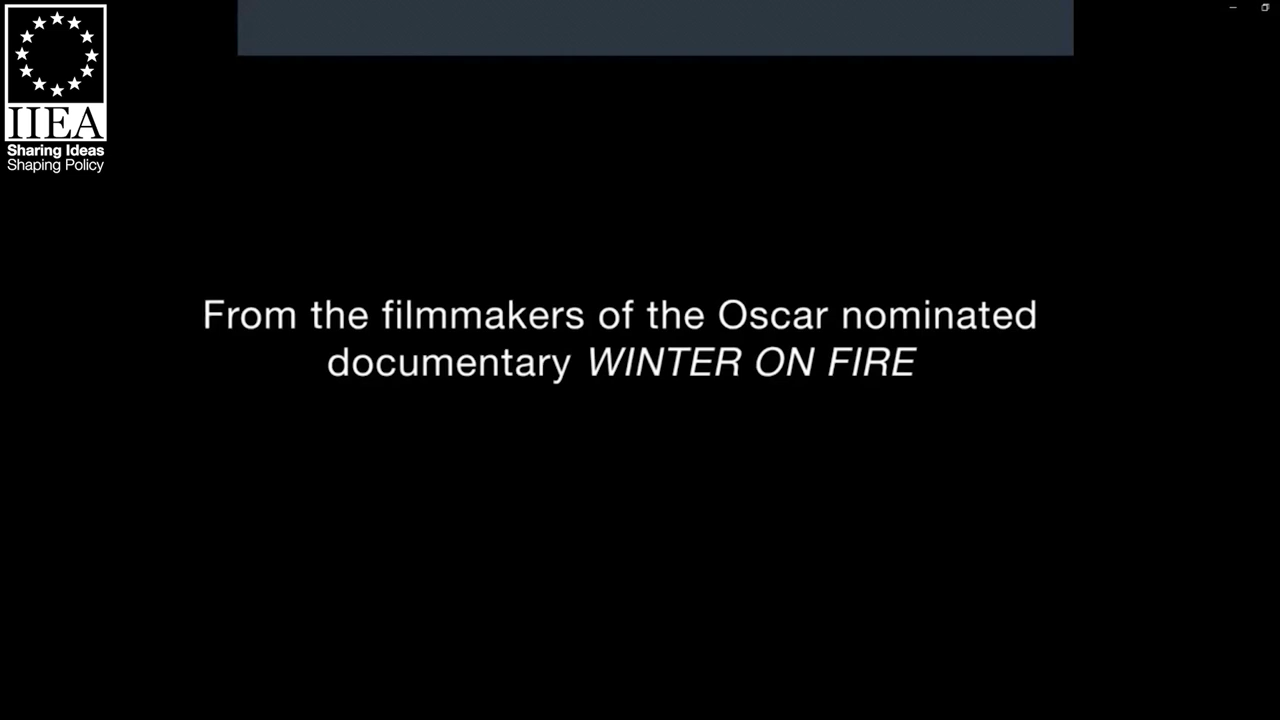 IIEA
Sharing Ideas
Shaping Policy
From the filmmakers of the Oscar nominated
documentary WINTER ON FIRE